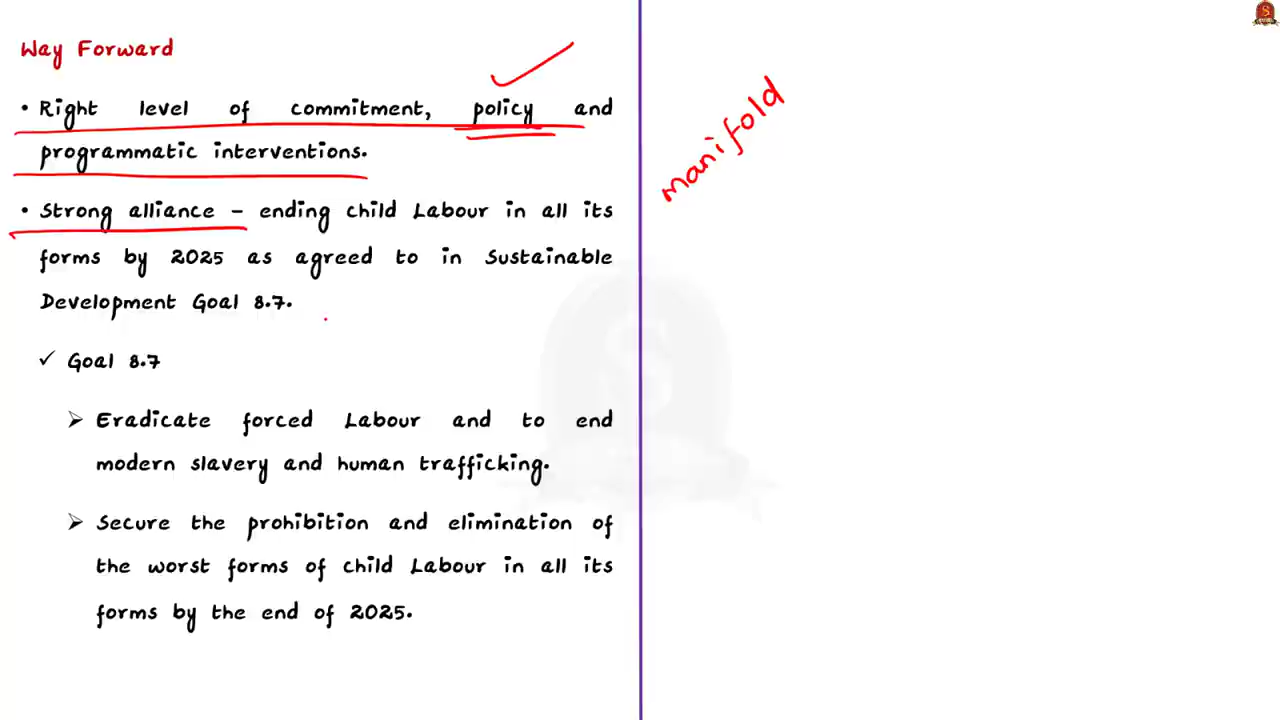 Way Forward
• Right level of commitment, policy and
programmatic interventions.
• Strong alliance – ending child Labour in all its
forms by 2025 as agreed to in Sustainable
Development Goal 8.7.
✓ Goal 8.7
➢ Eradicate forced Labour and to end
modern slavery and human trafficking.
➢ Secure the prohibition and elimination of
the worst forms of child Labour in all its
forms by the end of 2025.
manifold